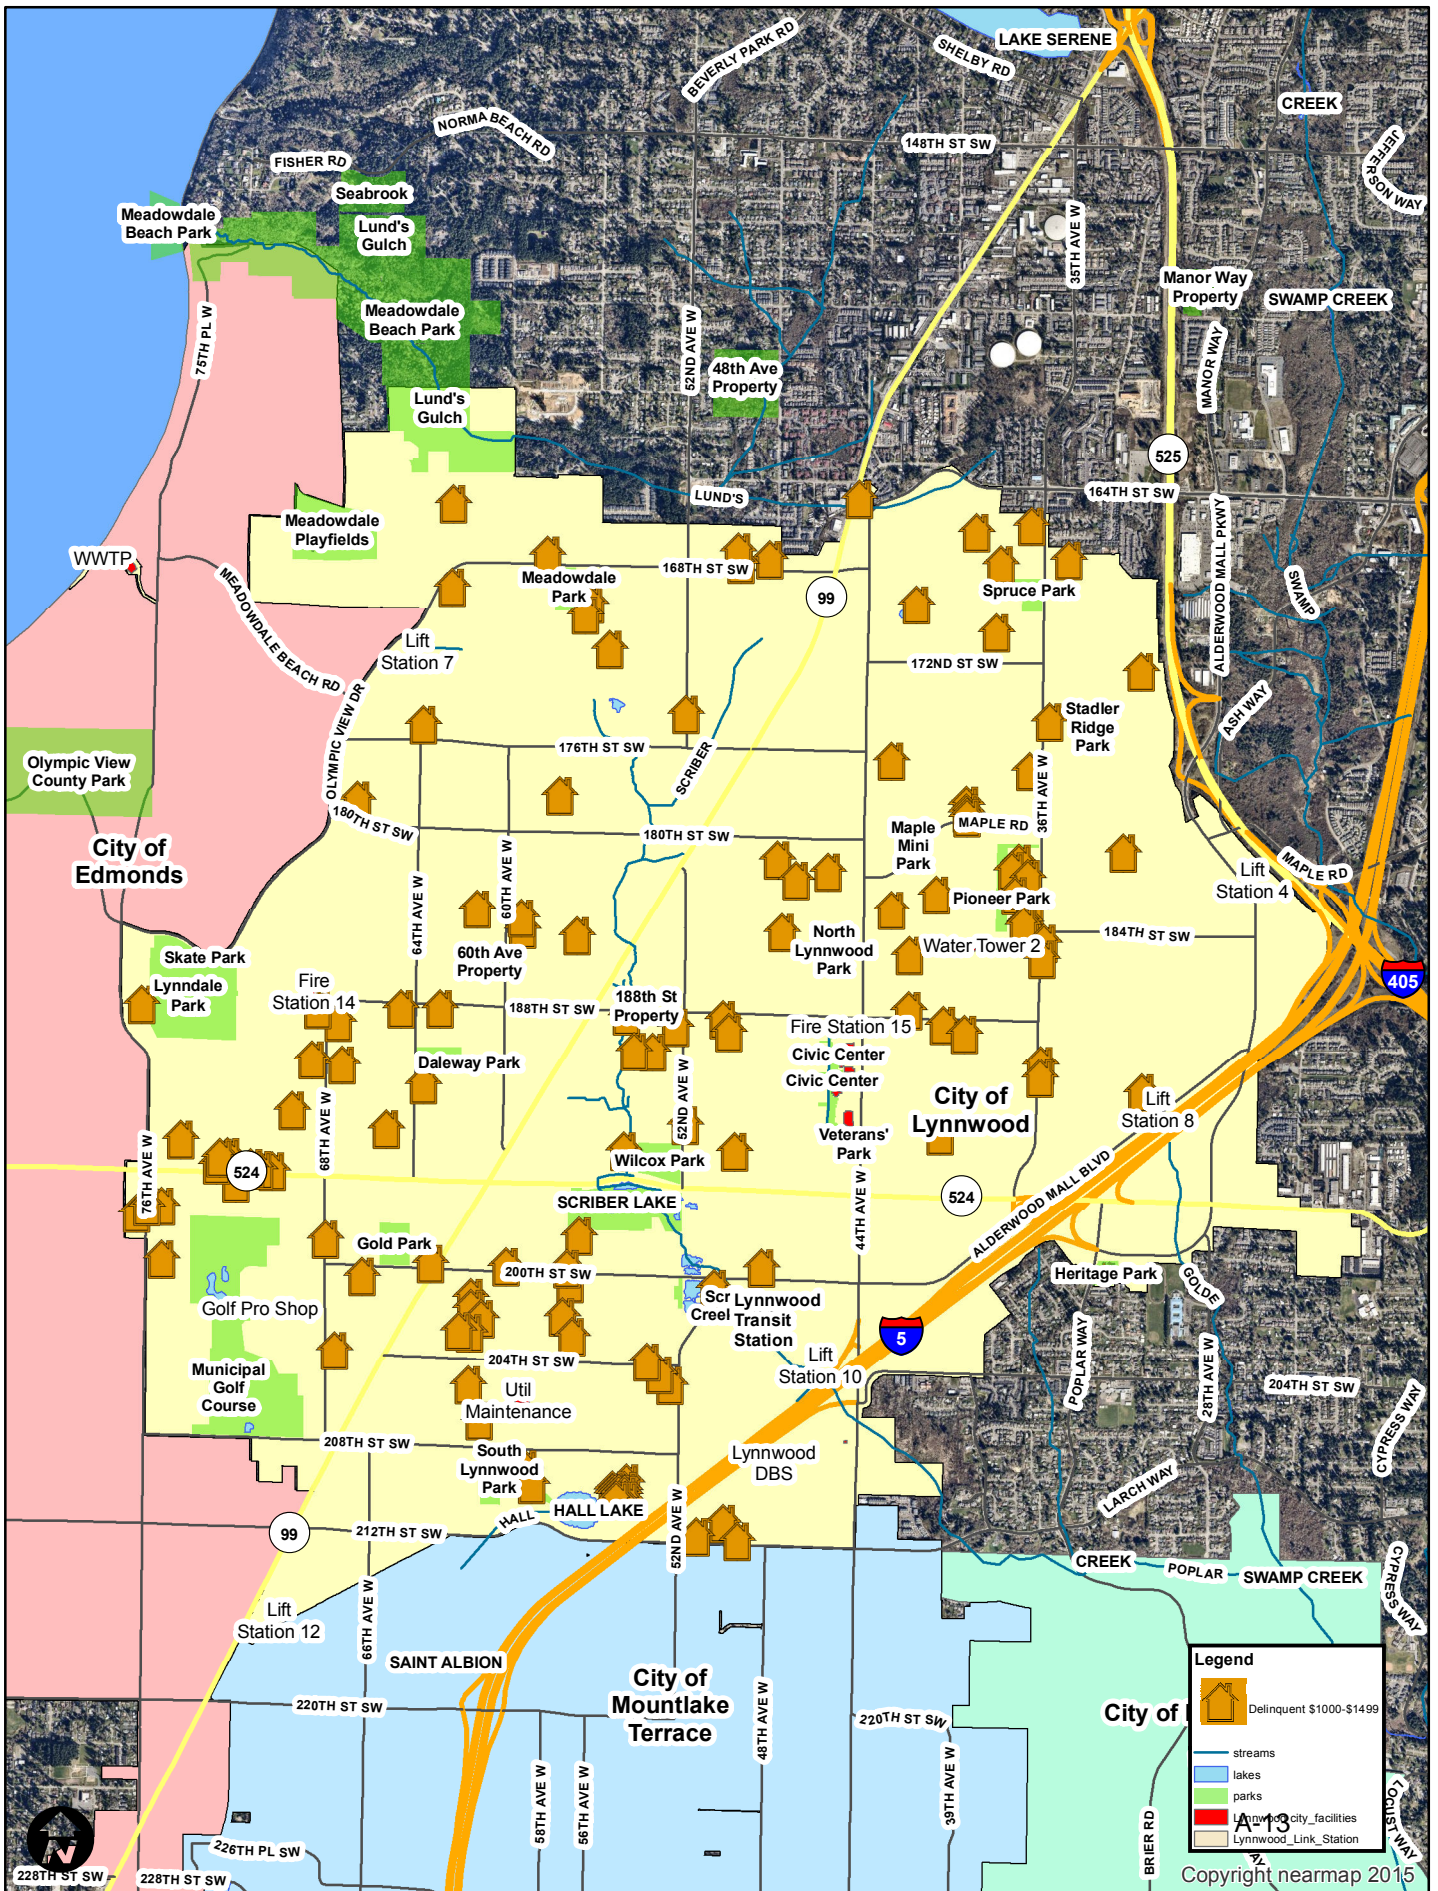 BEVERLY PARK RD
SHELBY RD
LAKE SERENE
CREEK
NORMA BEACH RD
FISHER RD
148TH ST SW
JEFFERSON WAY
Seabrook
Meadowdale
Beach Park
Lund's
Gulch
35TH AVE W
Manor Way
Property
SWAMP CREEK
75TH PL W
Meadowdale
Beach Park
52ND AVE W
48th Ave
Property
MANOR WAY
Lund's
Gulch
525
LUND'S
164TH ST SW
Meadowdale
Playfields
ALDERWOOD MALL PKWY
WWTP
168TH ST SW
Meadowdale
Park
99
Spruce Park
SWAMP
MEADOWDALE BEACH RD
Lift
Station 7
172ND ST SW
OLYMPIC VIEW DR
Stadler
Ridge
Park
ASH WAY
176TH ST SW
SCRIBER
Olympic View
County Park
36TH AVE W
180TH ST SW
180TH ST SW
MAPLE RD
Maple
Mini
Park
City of
Edmonds
MAPLE RD
Lift
Station 4
64TH AVE W
60TH AVE W
Pioneer Park
60th Ave
Property
North
Lynnwood
Park
Water Tower 2
184TH ST SW
Skate Park
Lynndale
Park
Fire
Station 14
405
188TH ST SW
188th St
Property
Fire Station 15
Civic Center
Civic Center
Daleway Park
52ND AVE W
City of
Lynnwood
Lift
Station 8
68TH AVE W
76TH AVE W
Veterans'
Park
Wilcox Park
524
SCRIBER LAKE
524
44TH AVE W
ALDERWOOD MALL BLVD
Gold Park
200TH ST SW
Heritage Park
GOLDE
Golf Pro Shop
Scr
Creel
Lynnwood
Transit
Station
5
POPLAR WAY
28TH AVE W
204TH ST SW
Lift
Station 10
204TH ST SW
CYPRESS WAY
Municipal
Golf
Course
Util
Maintenance
208TH ST SW
South
Lynnwood
Park
Lynnwood
DBS
LARCH WAY
HALL
HALL LAKE
52ND AVE W
99
212TH ST SW
CREEK
POPLAR
SWAMP CREEK
CYPRESS WAY
66TH AVE W
Lift
Station 12
SAINT ALBION
City of
Mountlake
Terrace
48TH AVE W
220TH ST SW
220TH ST SW
City of
Legend
Delinquent $1000-$1499
streams
lakes
parks
Lynnwood_city_facilities
Lynnwood_Link_Station
A-13
58TH AVE W
56TH AVE W
39TH AVE W
BRIER RD
LOCUST WAY
WAY
N
226TH PL SW
228TH ST SW
228TH ST SW
Copyright nearmap 2015